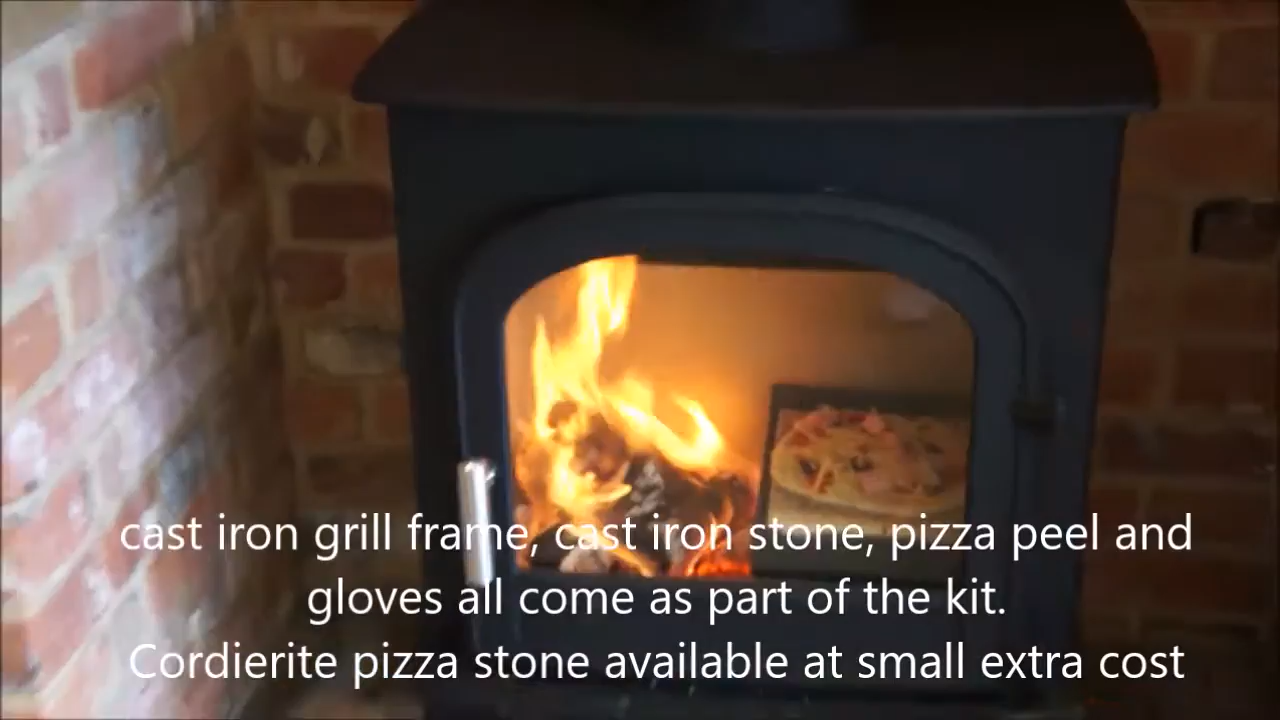 cast iron grill frame, cast iron stone, pizza peel and
gloves all come as part of the kit.
Cordierite pizza stone available at small extra cost